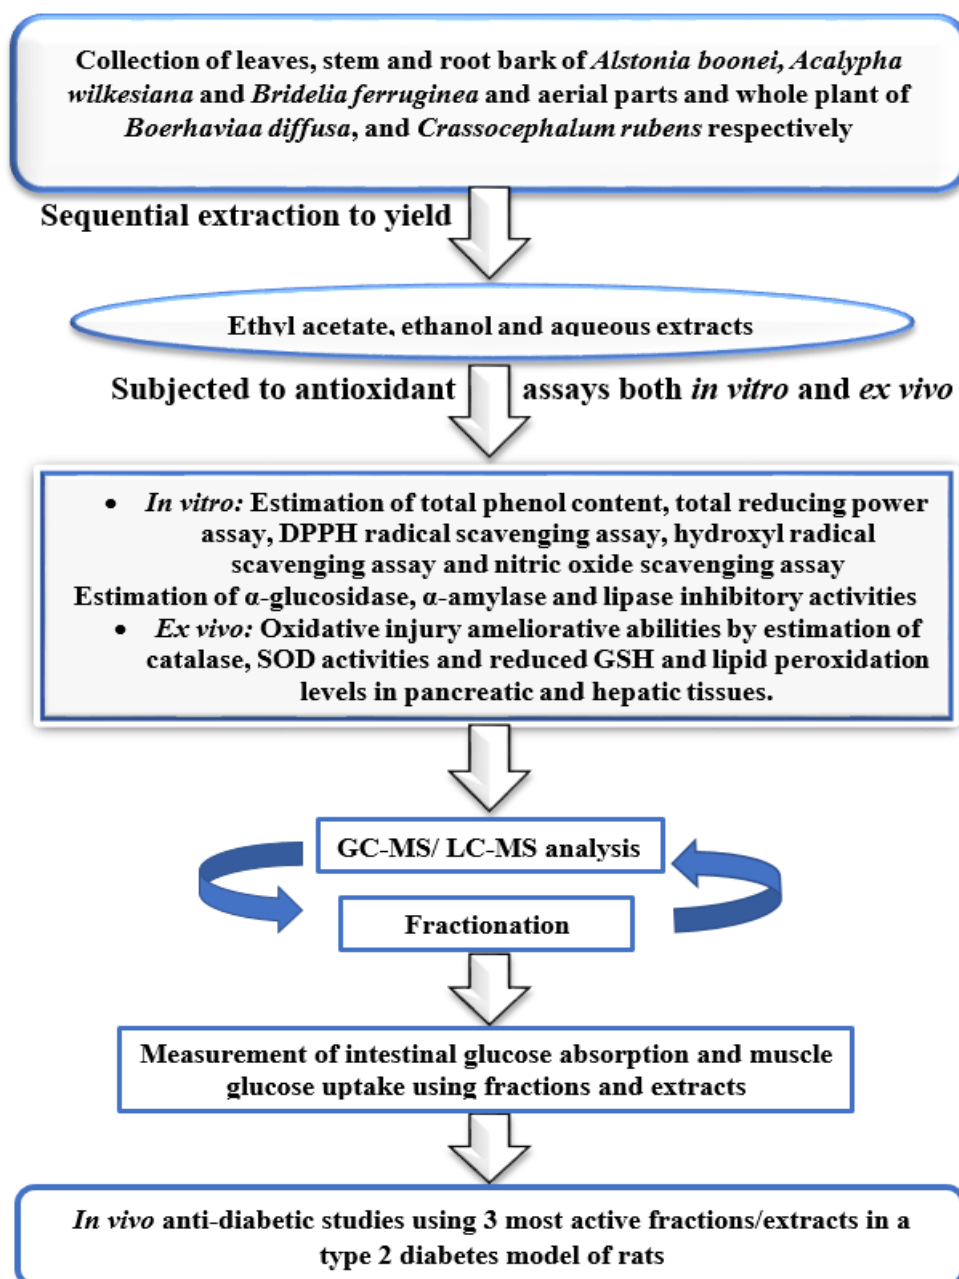 Collection of leaves, stem and root bark of Alstonia boonei, Acalypha
wilkesiana and Bridelia ferruginea and aerial parts and whole plant of
Boerhaviaa diffusa, and Crassocephalum rubens respectively
Sequential extraction to yield
Ethyl acetate, ethanol and aqueous extracts
Subjected to antioxidant assays both in vitro and ex vivo
• In vitro: Estimation of total phenol content, total reducing power
assay, DPPH radical scavenging assay, hydroxyl radical
scavenging assay and nitric oxide scavenging assay
Estimation of α-glucosidase, α-amylase and lipase inhibitory activities
• Ex vivo: Oxidative injury ameliorative abilities by estimation of
catalase, SOD activities and reduced GSH and lipid peroxidation
levels in pancreatic and hepatic tissues.
GC-MS/ LC-MS analysis
Fractionation
Measurement of intestinal glucose absorption and muscle
glucose uptake using fractions and extracts
In vivo anti-diabetic studies using 3 most active fractions/extracts in a
type 2 diabetes model of rats